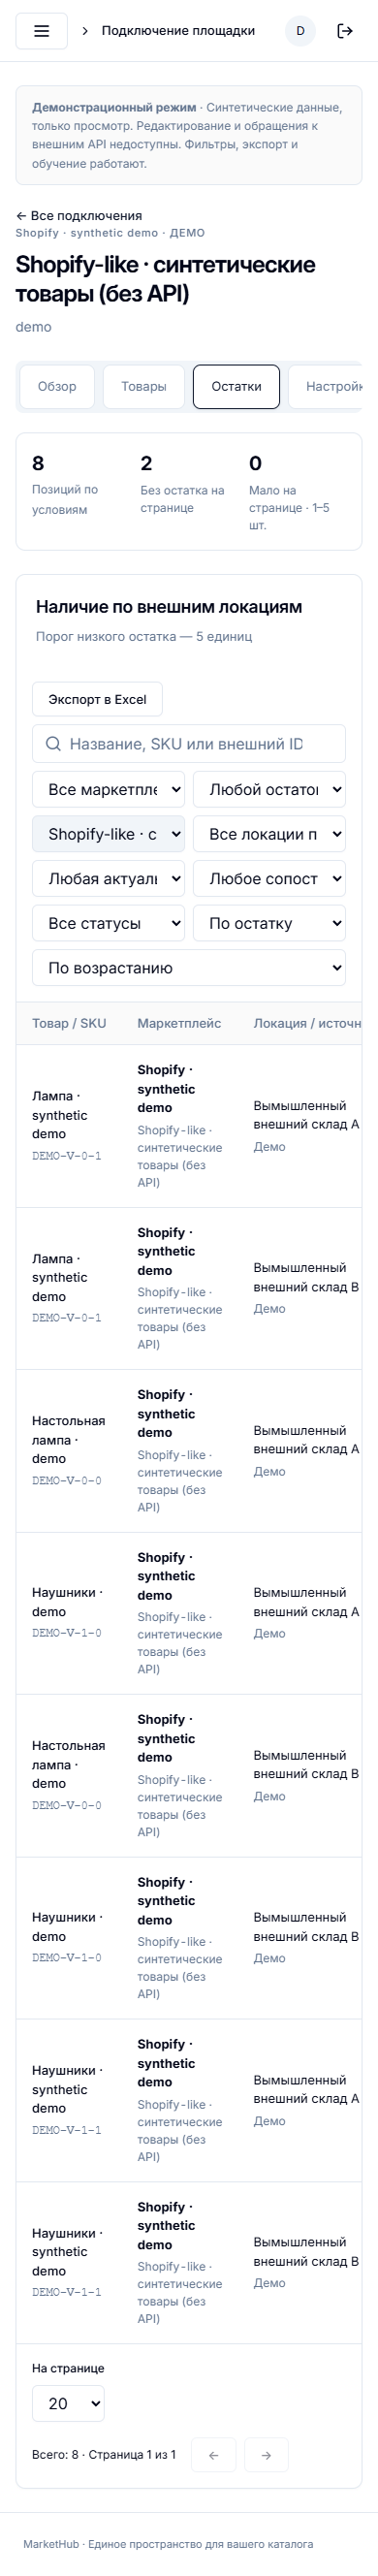 Подключение площадки
D
Демонстрационный режим · Синтетические данные,
только просмотр. Редактирование и обращения к
внешним API недоступны. Фильтры, экспорт и
обучение работают.
← Все подключения
Shopify · synthetic demo · ДЕМО
Shopify-like · синтетические
товары (без API)
demo
Обзор Товары Остатки Настройк
8 2 0
Позиций по
условиям
Без остатка на
странице
Мало на
странице · 1–5
шт.
Наличие по внешним локациям
Порог низкого остатка — 5 единиц
Экспорт в Excel
Название, SKU или внешний ID
Все маркетпле Любой остато
Shopify-like · с Все локации п
Любая актуаль Любое сопост
Все статусы По остатку
По возрастанию
Товар / SKU Маркетплейс Локация / источн
Лампа ·
synthetic
demo
DEMO-V-0-1
Shopify ·
synthetic
demo
Shopify-like ·
синтетические
товары (без
API)
Вымышленный
внешний склад A
Демо
Лампа ·
synthetic
demo
DEMO-V-0-1
Shopify ·
synthetic
demo
Shopify-like ·
синтетические
товары (без
API)
Вымышленный
внешний склад B
Демо
Настольная
лампа ·
demo
DEMO-V-0-0
Shopify ·
synthetic
demo
Shopify-like ·
синтетические
товары (без
API)
Вымышленный
внешний склад A
Демо
Наушники ·
demo
DEMO-V-1-0
Shopify ·
synthetic
demo
Shopify-like ·
синтетические
товары (без
API)
Вымышленный
внешний склад A
Демо
Настольная
лампа ·
demo
DEMO-V-0-0
Shopify ·
synthetic
demo
Shopify-like ·
синтетические
товары (без
API)
Вымышленный
внешний склад B
Демо
Наушники ·
demo
DEMO-V-1-0
Shopify ·
synthetic
demo
Shopify-like ·
синтетические
товары (без
API)
Вымышленный
внешний склад B
Демо
Наушники ·
synthetic
demo
DEMO-V-1-1
Shopify ·
synthetic
demo
Shopify-like ·
синтетические
товары (без
API)
Вымышленный
внешний склад A
Демо
Наушники ·
synthetic
demo
DEMO-V-1-1
Shopify ·
synthetic
demo
Shopify-like ·
синтетические
товары (без
API)
Вымышленный
внешний склад B
Демо
На странице
20
Всего: 8 · Страница 1 из 1 ← →
MarketHub · Единое пространство для вашего каталога